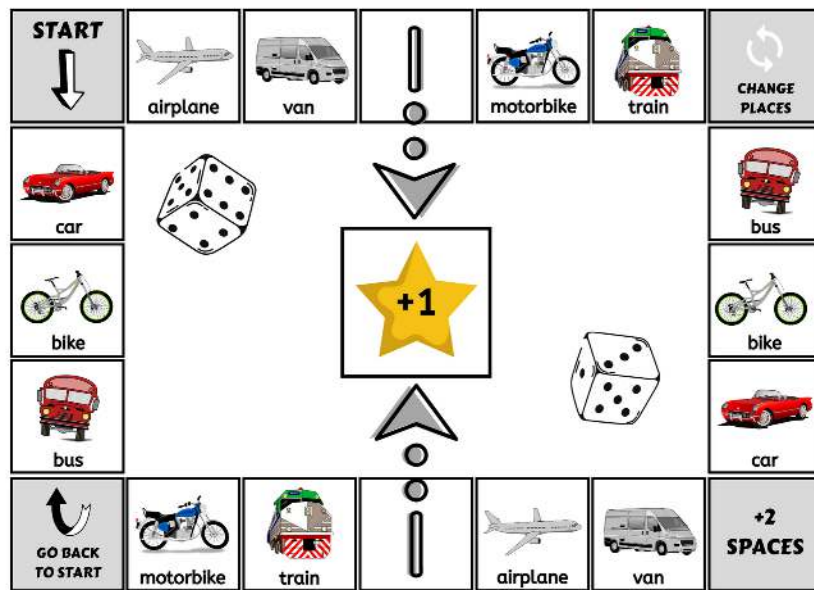 START
airplane
van
motorbike
train
CHANGE
PLACES
car
bus
+1
bike
bike
bus
car
GO BACK
TO START
motorbike
train
airplane
van
+2
SPACES